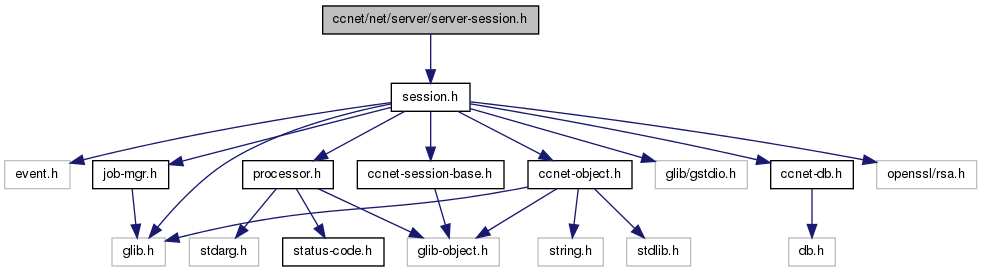 ccnet/net/server/server-session.h
session.h
event.h
job-mgr.h
processor.h
ccnet-session-base.h
ccnet-object.h
glib/gstdio.h
ccnet-db.h
openssl/rsa.h
glib.h
stdarg.h
status-code.h
glib-object.h
string.h
stdlib.h
db.h